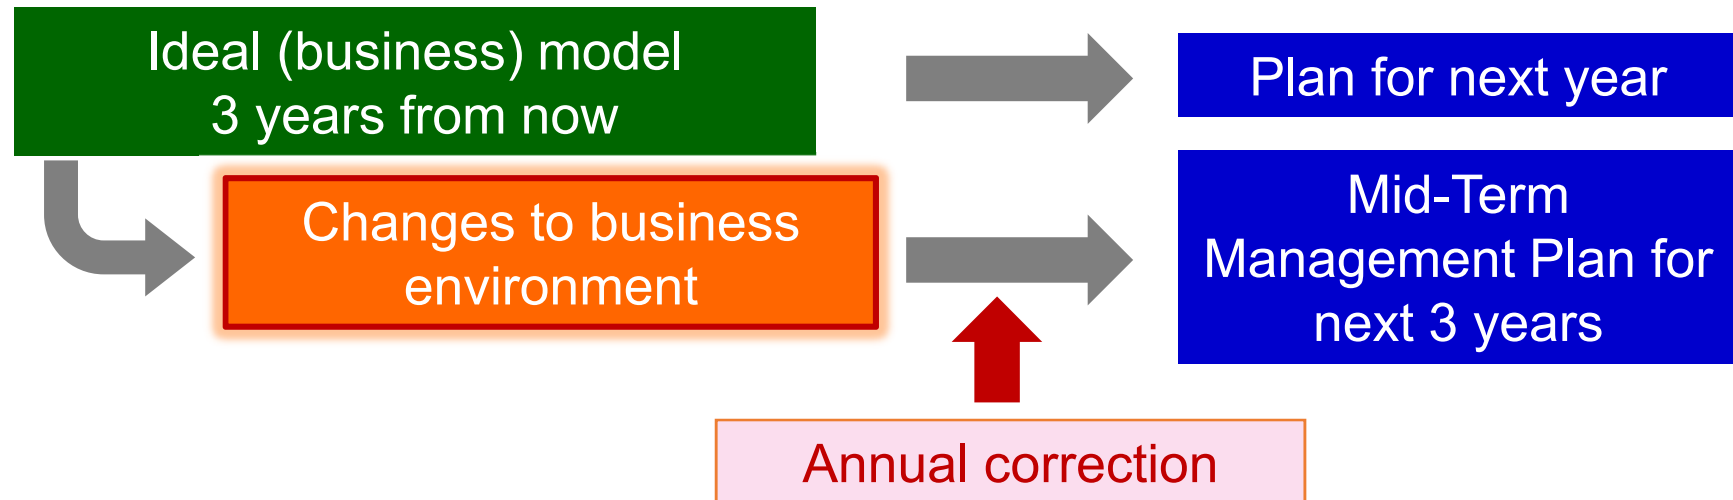 Ideal (business) model
3 years from now
Plan for next year
Changes to business
environment
Mid-Term
Management Plan for
next 3 years
Annual correction